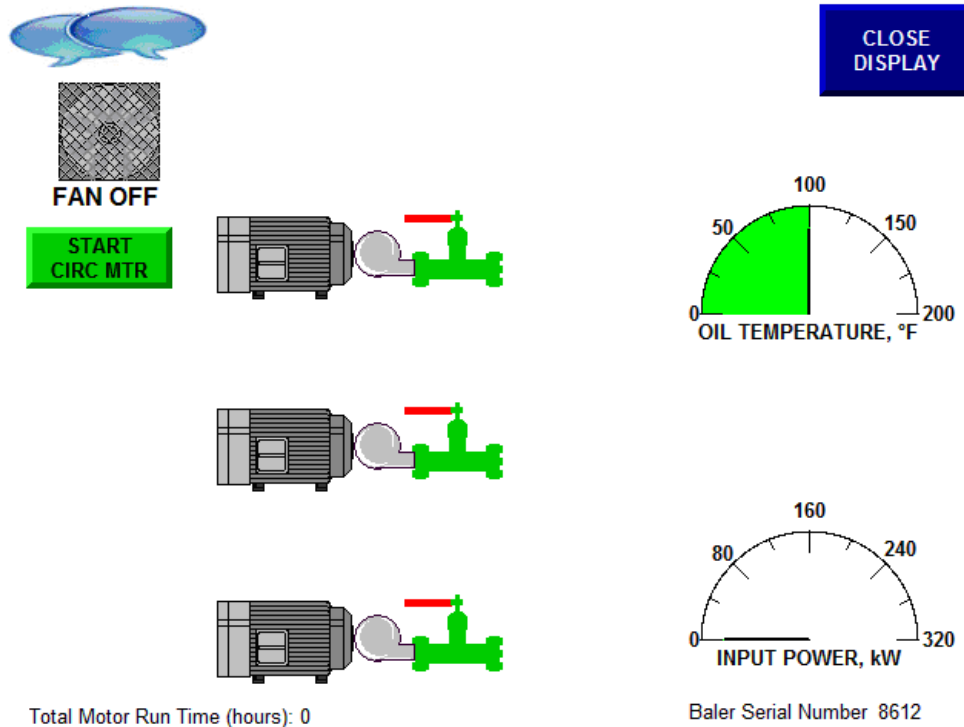 CLOSE
DISPLAY
FAN OFF
START
CIRC MTR
100
50
150
0
200
OIL TEMPERATURE, °F
160
80
240
0
320
INPUT POWER, kW
Total Motor Run Time (hours): 0
Baler Serial Number 8612